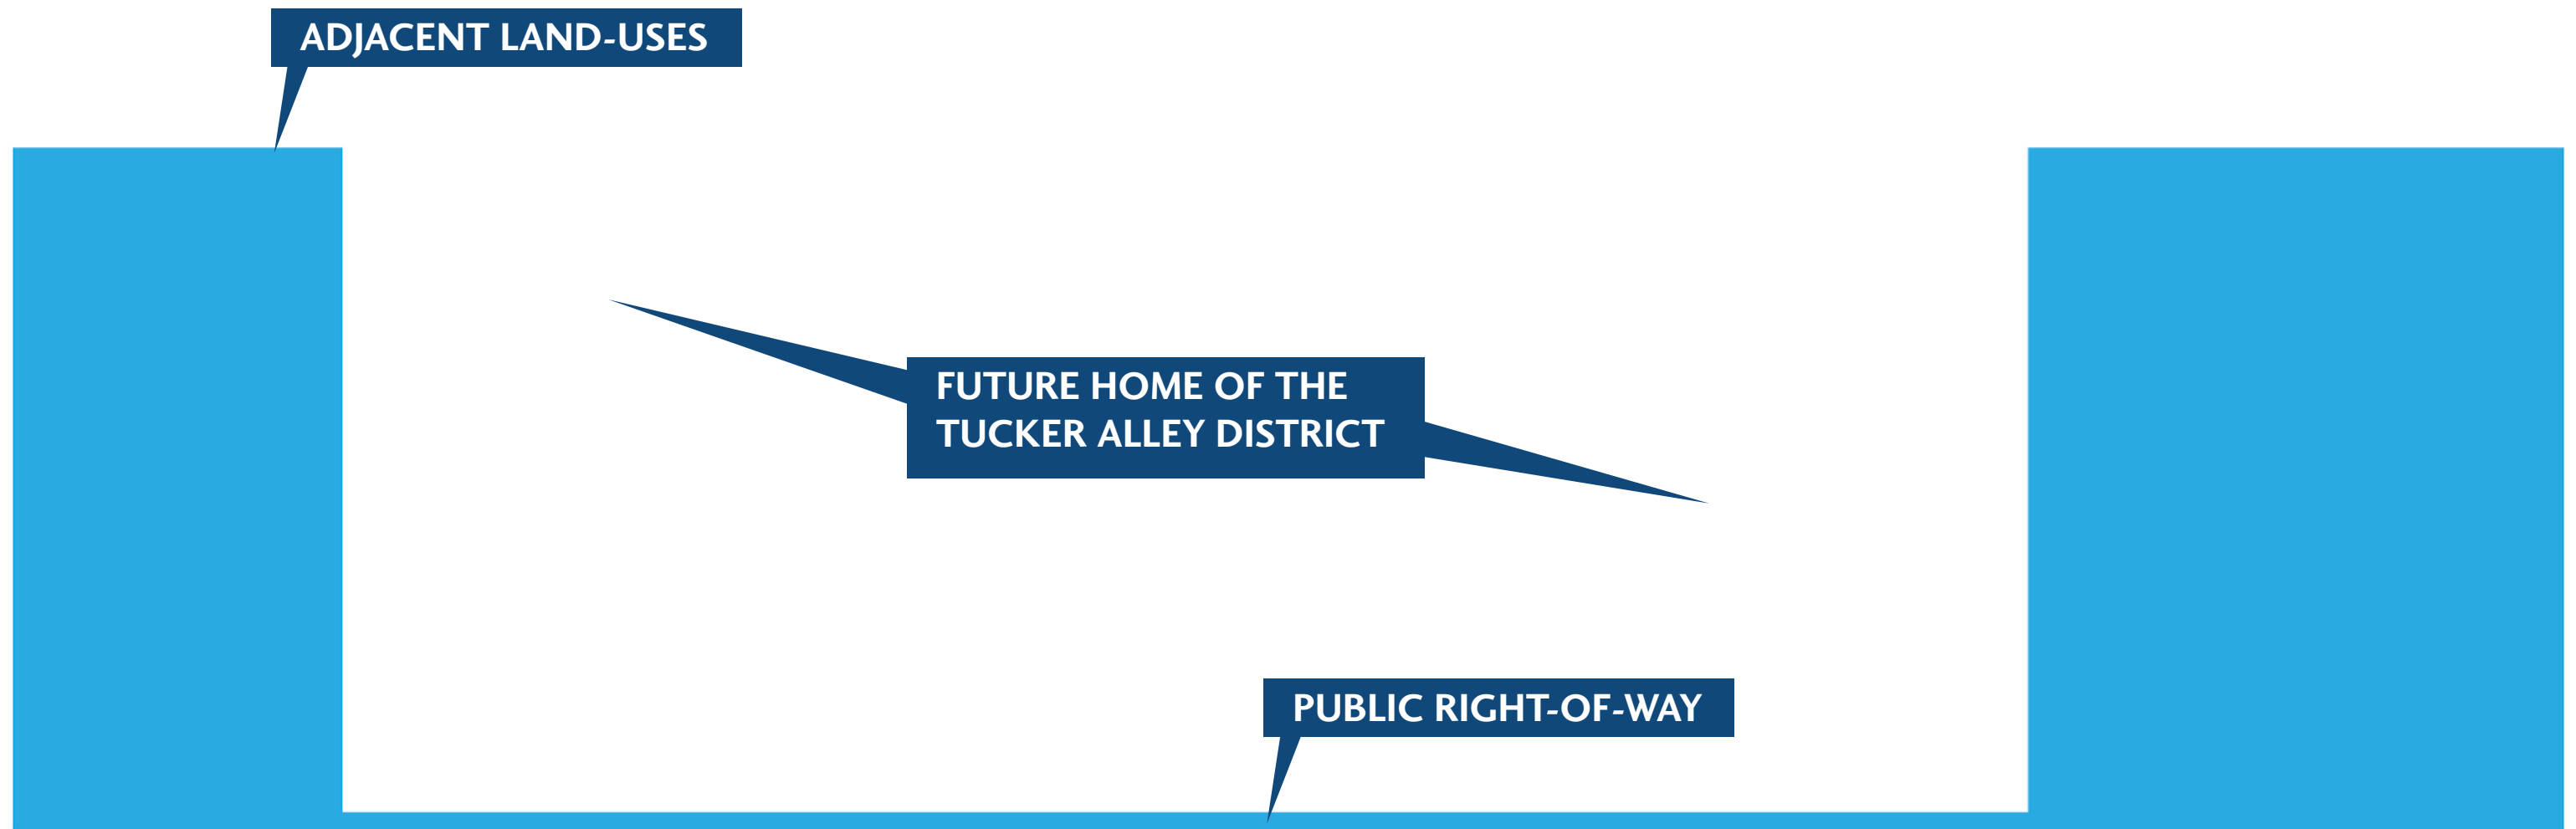 ADJACENT LAND-USES
FUTURE HOME OF THE
TUCKER ALLEY DISTRICT
PUBLIC RIGHT-OF-WAY